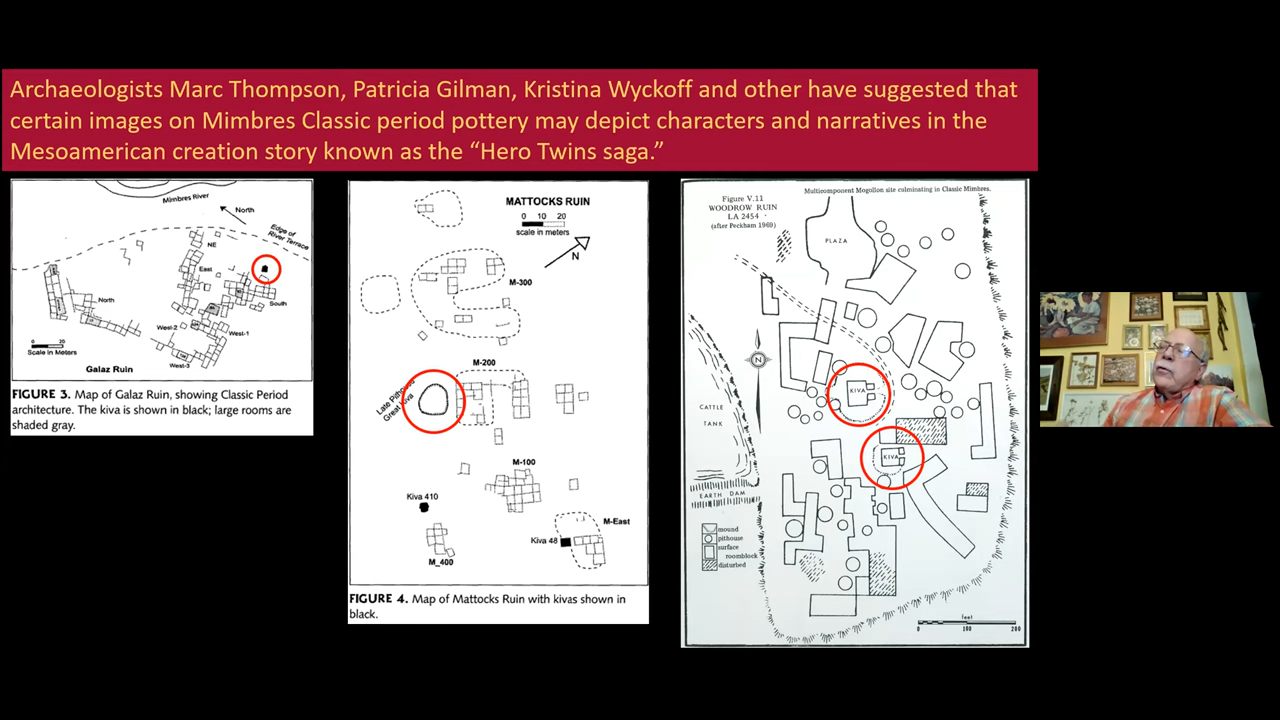 Archaeologists Marc Thompson, Patricia Gilman, Kristina Wyckoff and other have suggested that
certain images on Mimbres Classic period pottery may depict characters and narratives in the
Mesoamerican creation story known as the “Hero Twins saga.”
Mimbres River
North
Edge of
River Terrace
NE
East
North
South
West-2
West-1
West-3
0 20
Scale in Meters
Galaz Ruin
FIGURE 3. Map of Galaz Ruin, showing Classic Period
architecture. The kiva is shown in black; large rooms are
shaded gray.
MATTOCKS RUIN
0 10 20
scale in meters
N
M-300
M-200
Late Pithouse
Great Kiva
M-100
Kiva 410
M-East
Kiva 48
M_400
FIGURE 4. Map of Mattocks Ruin with kivas shown in
black.
Multicomponent Mogollon site culminating in Classic Mimbres.
Figure V.11
WOODROW RUIN
LA 2454
(after Peckham 1969)
PLAZA
N
KIVA
CATTLE
TANK
KIVA
EARTH DAM
mound
pithouse
surface
roomblock
disturbed
feet
0 100 200